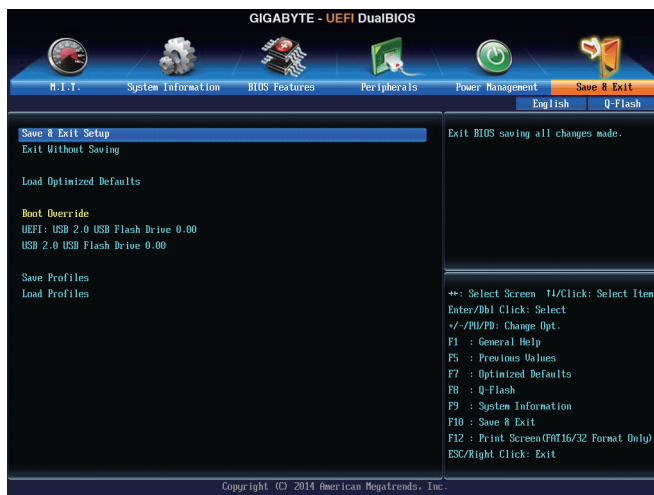 GIGABYTE - UEFI DualBIOS
M.I.T. System Information BIOS Features Peripherals Power Management Save & Exit
English Q-Flash
Save & Exit Setup
Exit Without Saving
Load Optimized Defaults
Boot Override
UEFI: USB 2.0 USB Flash Drive 0.00
USB 2.0 USB Flash Drive 0.00
Save Profiles
Load Profiles
Exit BIOS saving all changes made.
→←: Select Screen ↑↓/Click: Select Item
Enter/Dbl Click: Select
+/-/PU/PD: Change Opt.
F1 : General Help
F5 : Previous Values
F7 : Optimized Defaults
F8 : Q-Flash
F9 : System Information
F10 : Save & Exit
F12 : Print Screen(FAT16/32 Format Only)
ESC/Right Click: Exit
Copyright (C) 2014 American Megatrends, Inc.